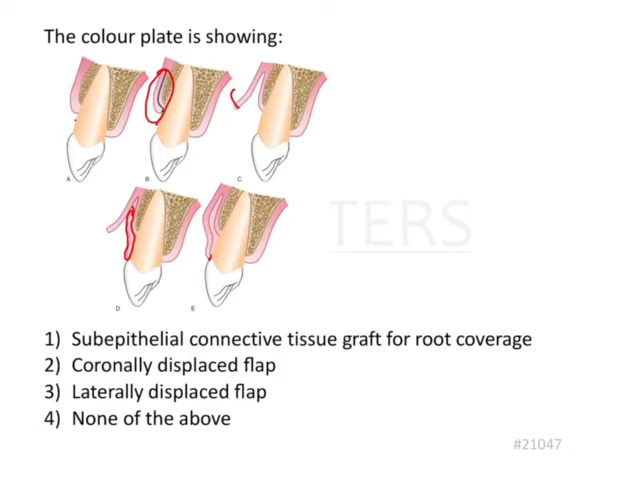 The colour plate is showing:
A
B
C
TERS
D
E
1) Subepithelial connective tissue graft for root coverage
2) Coronally displaced flap
3) Laterally displaced flap
4) None of the above
#21047